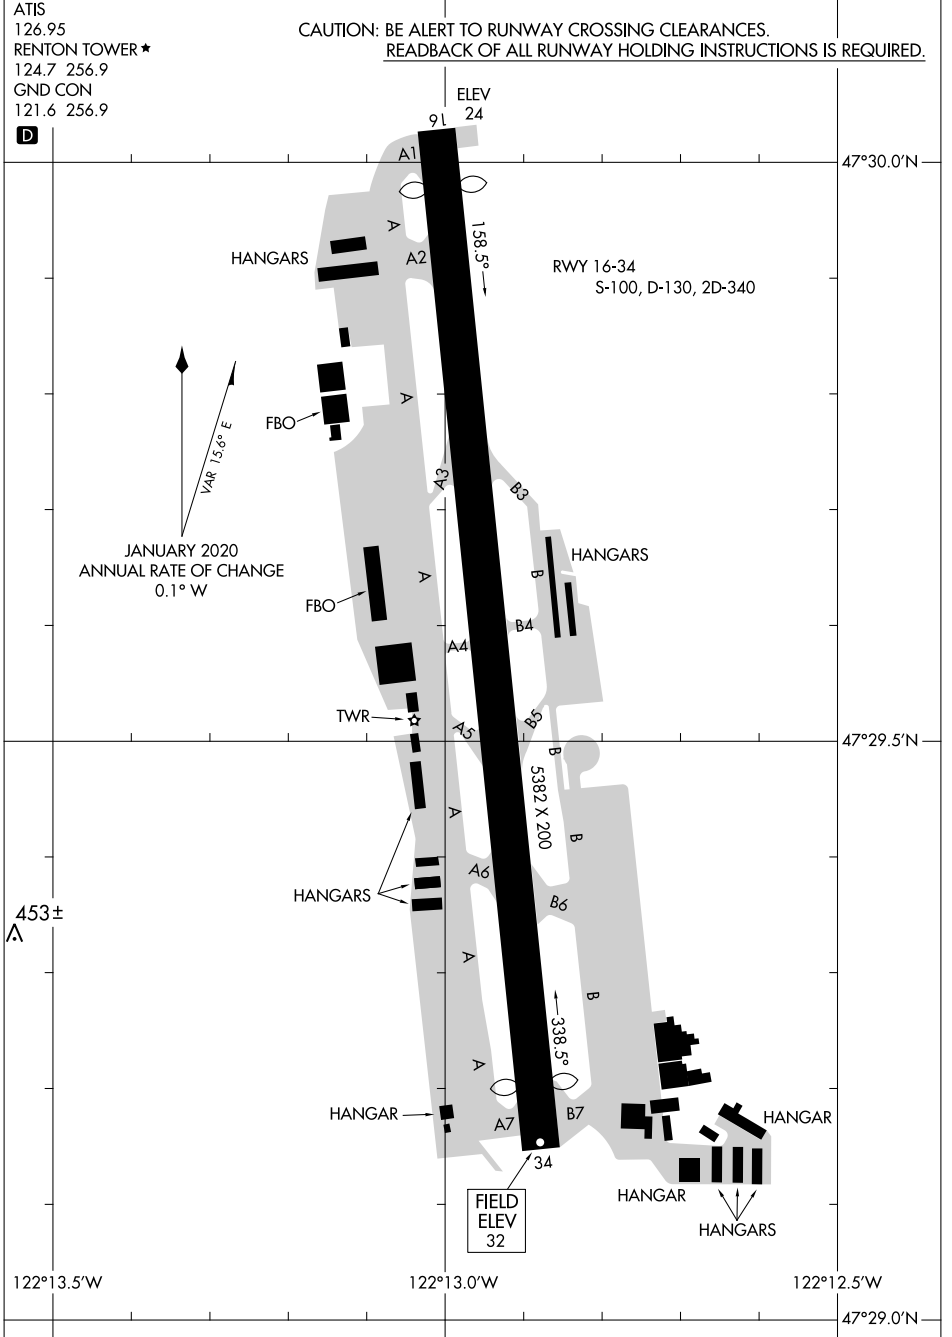 ATIS
126.95
RENTON TOWER★
124.7 256.9
GND CON
121.6 256.9
D
CAUTION: BE ALERT TO RUNWAY CROSSING CLEARANCES.
READBACK OF ALL RUNWAY HOLDING INSTRUCTIONS IS REQUIRED.
ELEV
24
16
A1
47°30.0'N
A
158.5°
HANGARS
A2
RWY 16-34
S-100, D-130, 2D-340
VAR 15.6° E
A
FBO
A3
B3
JANUARY 2020
ANNUAL RATE OF CHANGE
0.1° W
HANGARS
A
B
FBO
B4
A4
TWR
A5
B5
47°29.5'N
B
5382 X 200
A
B
A6
HANGARS
B6
453±
A
B
338.5°
A
HANGAR
A7
B7
HANGAR
34
FIELD
ELEV
32
HANGAR
HANGARS
122°13.5'W
122°13.0'W
122°12.5'W
47°29.0'N